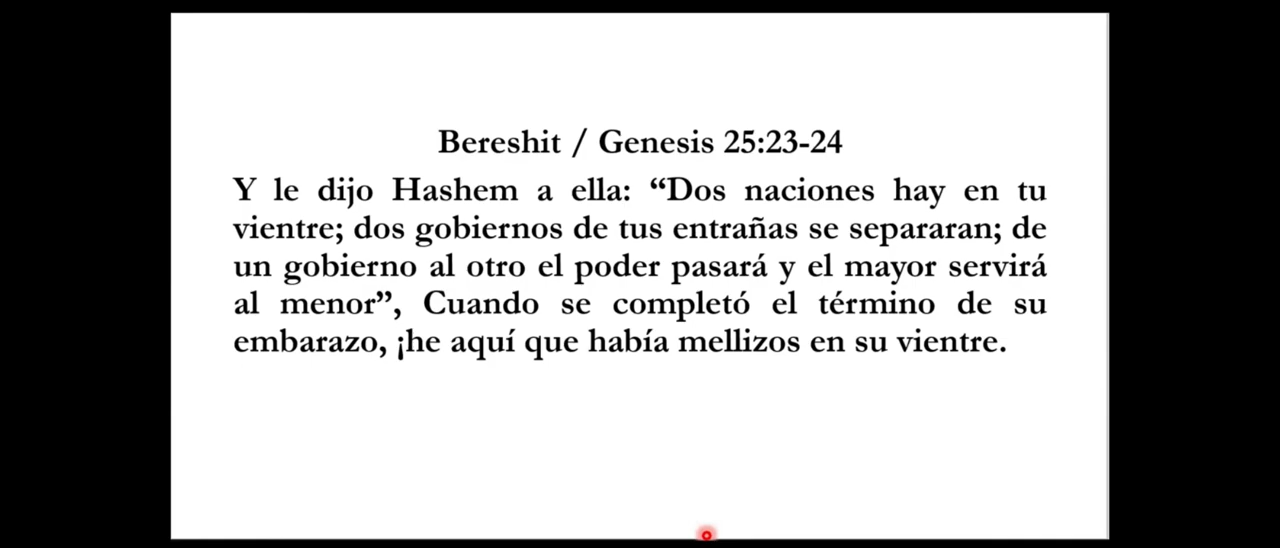 Bereshit / Genesis 25:23-24
Y le dijo Hashem a ella: “Dos naciones hay en tu
vientre; dos gobiernos de tus entrañas se separaran; de
un gobierno al otro el poder pasará y el mayor servirá
al menor”, Cuando se completó el término de su
embarazo, ¡he aquí que había mellizos en su vientre.